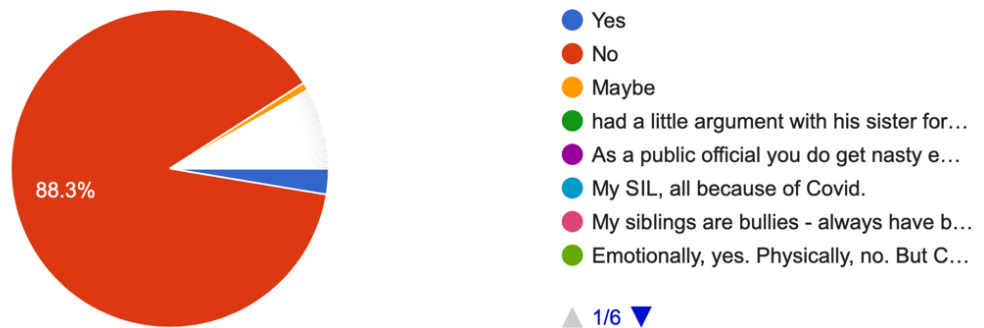 88.3%
Yes
No
Maybe
had a little argument with his sister for…
As a public official you do get nasty e…
My SIL, all because of Covid.
My siblings are bullies - always have b…
Emotionally, yes. Physically, no. But C…
1/6